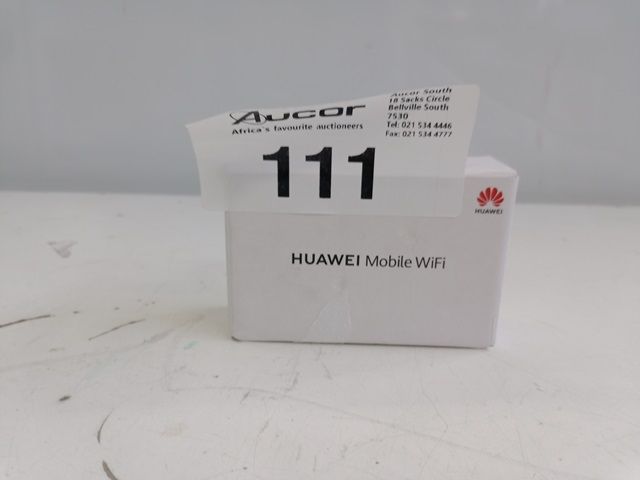 Aucor
Africa's favourite auctioneers
Aucor South
18 Sacks Circle
Bellville South
7530
Tel: 021 534 4446
Fax: 021 534 4777
111
HUAWEI
HUAWEI Mobile WiFi